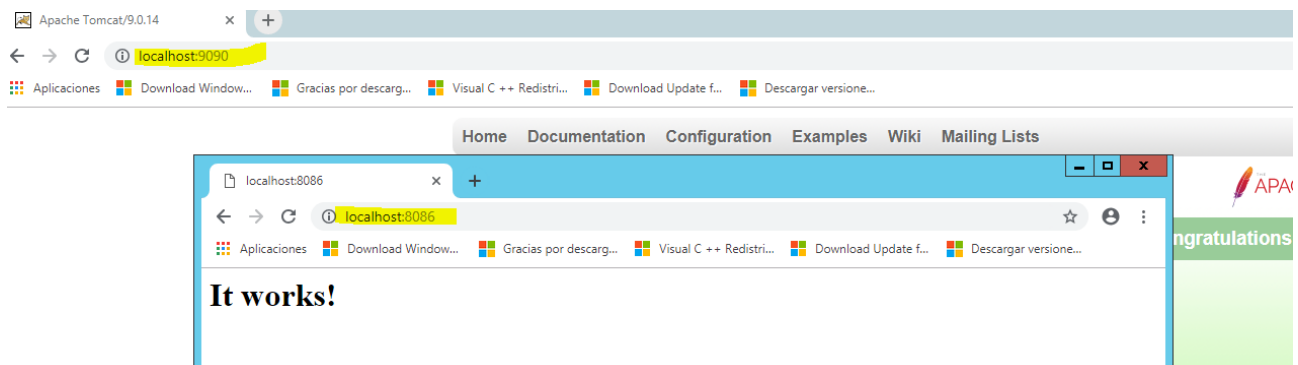 Apache Tomcat/9.0.14
localhost:9090
Aplicaciones Download Window... Gracias por descarg... Visual C ++ Redistri... Download Update f... Descargar versione...
Home Documentation Configuration Examples Wiki Mailing Lists
localhost:8086
localhost:8086
Aplicaciones Download Window... Gracias por descarg... Visual C ++ Redistri... Download Update f... Descargar versione...
It works!
APAC
ngratulations